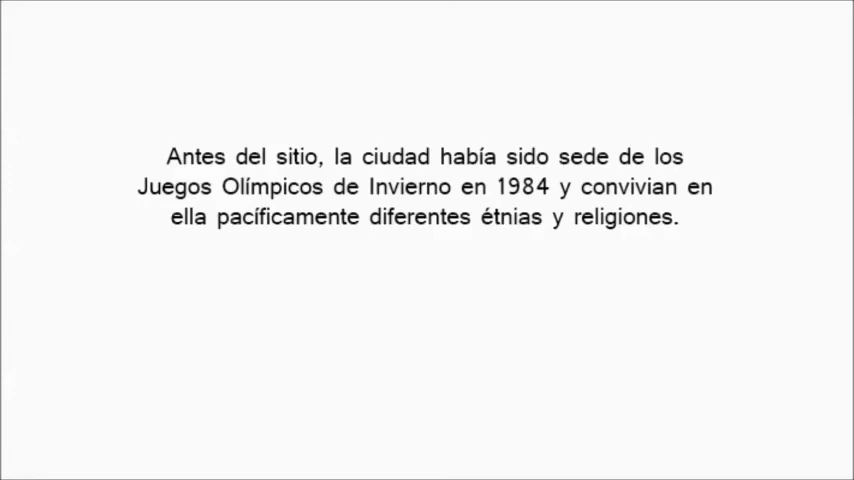 Antes del sitio, la ciudad había sido sede de los
Juegos Olímpicos de Invierno en 1984 y convivian en
ella pacíficamente diferentes étnias y religiones.